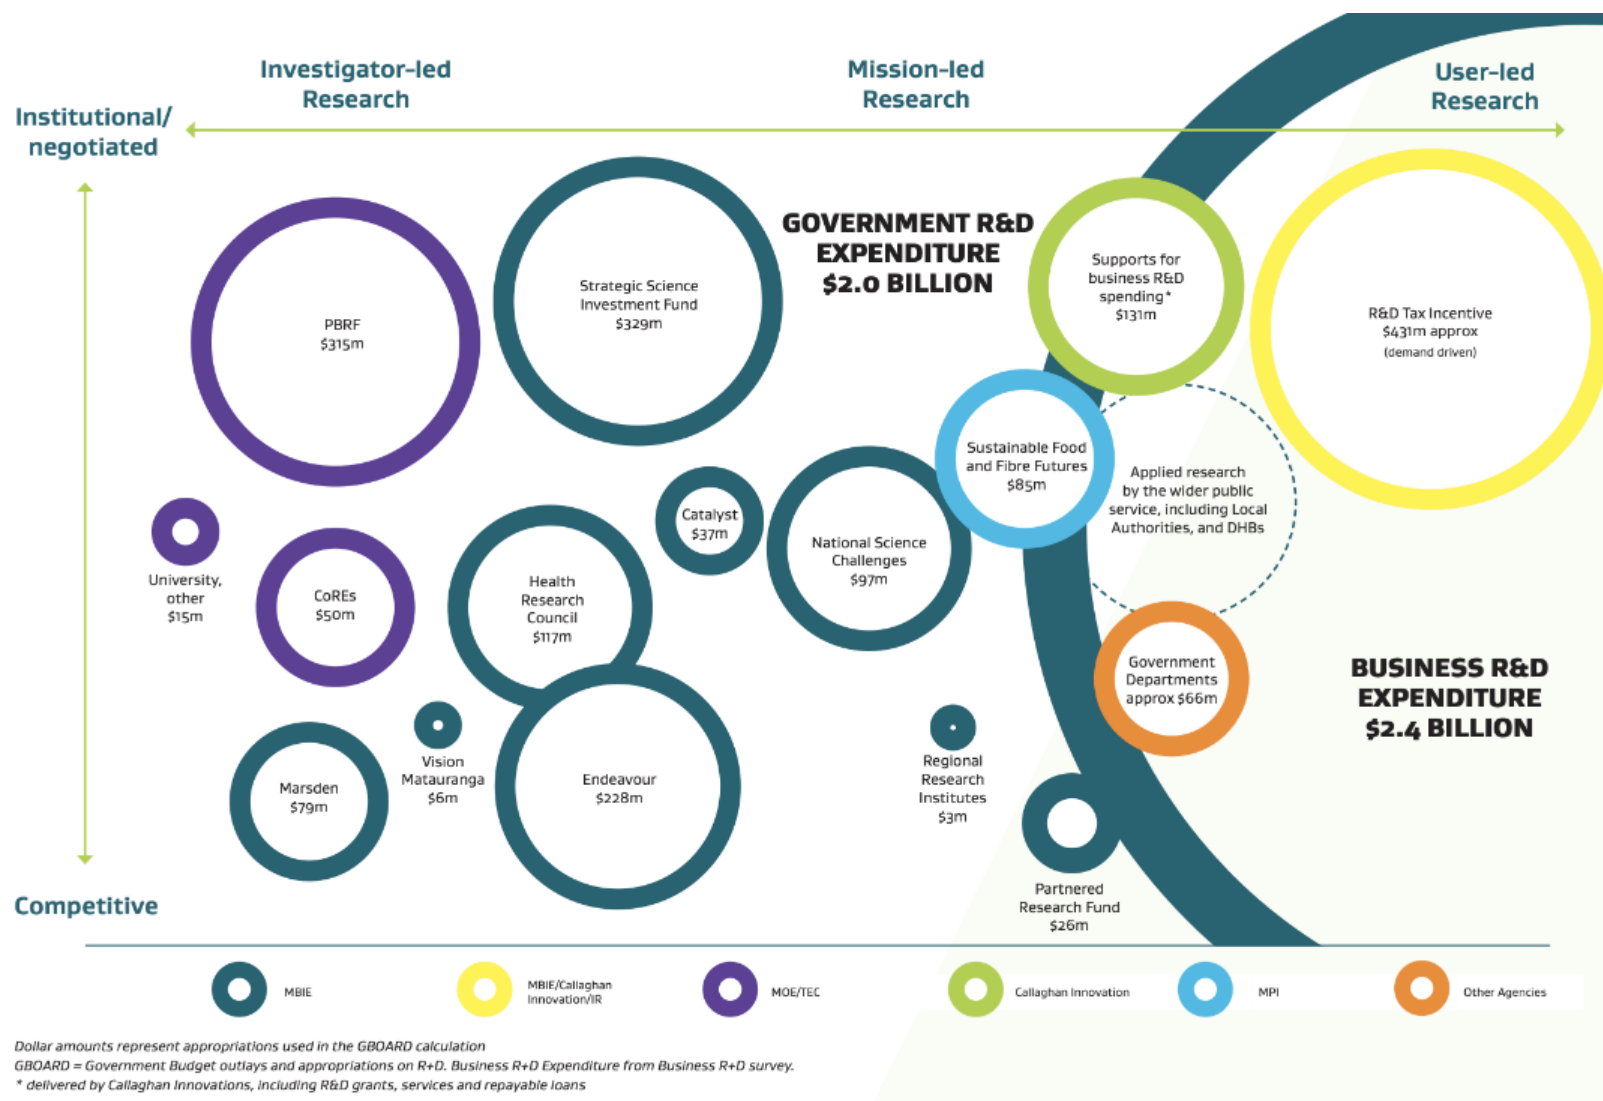 Investigator-led
Research
Mission-led
Research
User-led
Research
Institutional/
negotiated
GOVERNMENT R&D
EXPENDITURE
$2.0 BILLION
Supports for
business R&D
spending*
$131m
Strategic Science
Investment Fund
$329m
R&D Tax Incentive
$431m approx
(demand driven)
PBRF
$315m
Sustainable Food
and Fibre Futures
$85m
Applied research
by the wider public
service, including Local
Authorities, and DHBs
Catalyst
$37m
National Science
Challenges
$97m
University,
other
$15m
CoREs
$50m
Health
Research
Council
$117m
Government
Departments
approx $66m
BUSINESS R&D
EXPENDITURE
$2.4 BILLION
Vision
Matauranga
$6m
Regional
Research
Institutes
$3m
Marsden
$79m
Endeavour
$228m
Partnered
Research Fund
$26m
Competitive
MBIE
MBIE/Callaghan
Innovation/IR
MOE/TEC
Callaghan Innovation
MPI
Other Agencies
Dollar amounts represent appropriations used in the GBOARD calculation
GBOARD = Government Budget outlays and appropriations on R+D. Business R+D Expenditure from Business R+D survey.
* delivered by Callaghan Innovations, including R&D grants, services and repayable loans